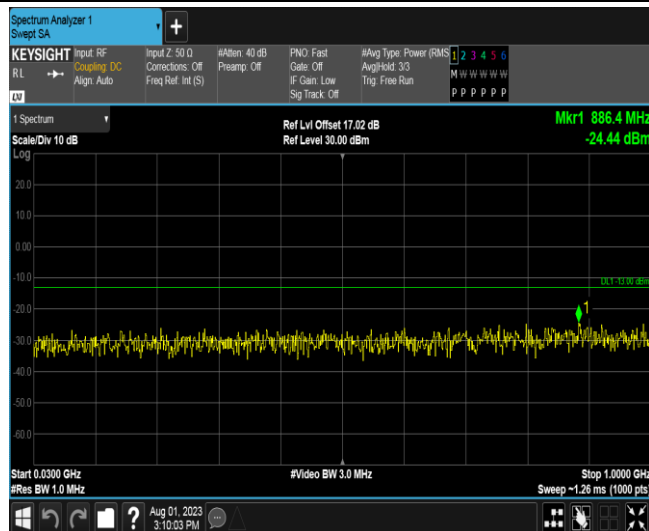 Spectrum Analyzer 1
Swept SA
+
KEYSIGHT
RL
LXI
Input: RF
Coupling: DC
Align: Auto
Input Z: 50 Ω
Corrections: Off
Freq Ref: Int (S)
#Atten: 40 dB
Preamp: Off
PNO: Fast
Gate: Off
IF Gain: Low
Sig Track: Off
#Avg Type: Power (RMS
Avg|Hold: 3/3
Trig: Free Run
1 2 3 4 5 6
M W W W W W
P P P P P P
1 Spectrum
Scale/Div 10 dB
Ref Lvl Offset 17.02 dB
Ref Level 30.00 dBm
Mkr1 886.4 MHz
-24.44 dBm
Log
20.0
10.0
0.00
-10.0
DL1 -13.00 dBm
-20.0
1
-30.0
-40.0
-50.0
-60.0
Start 0.0300 GHz
#Video BW 3.0 MHz
Stop 1.0000 GHz
#Res BW 1.0 MHz
Sweep ~1.26 ms (1000 pts)
?
Aug 01, 2023
3:10:03 PM